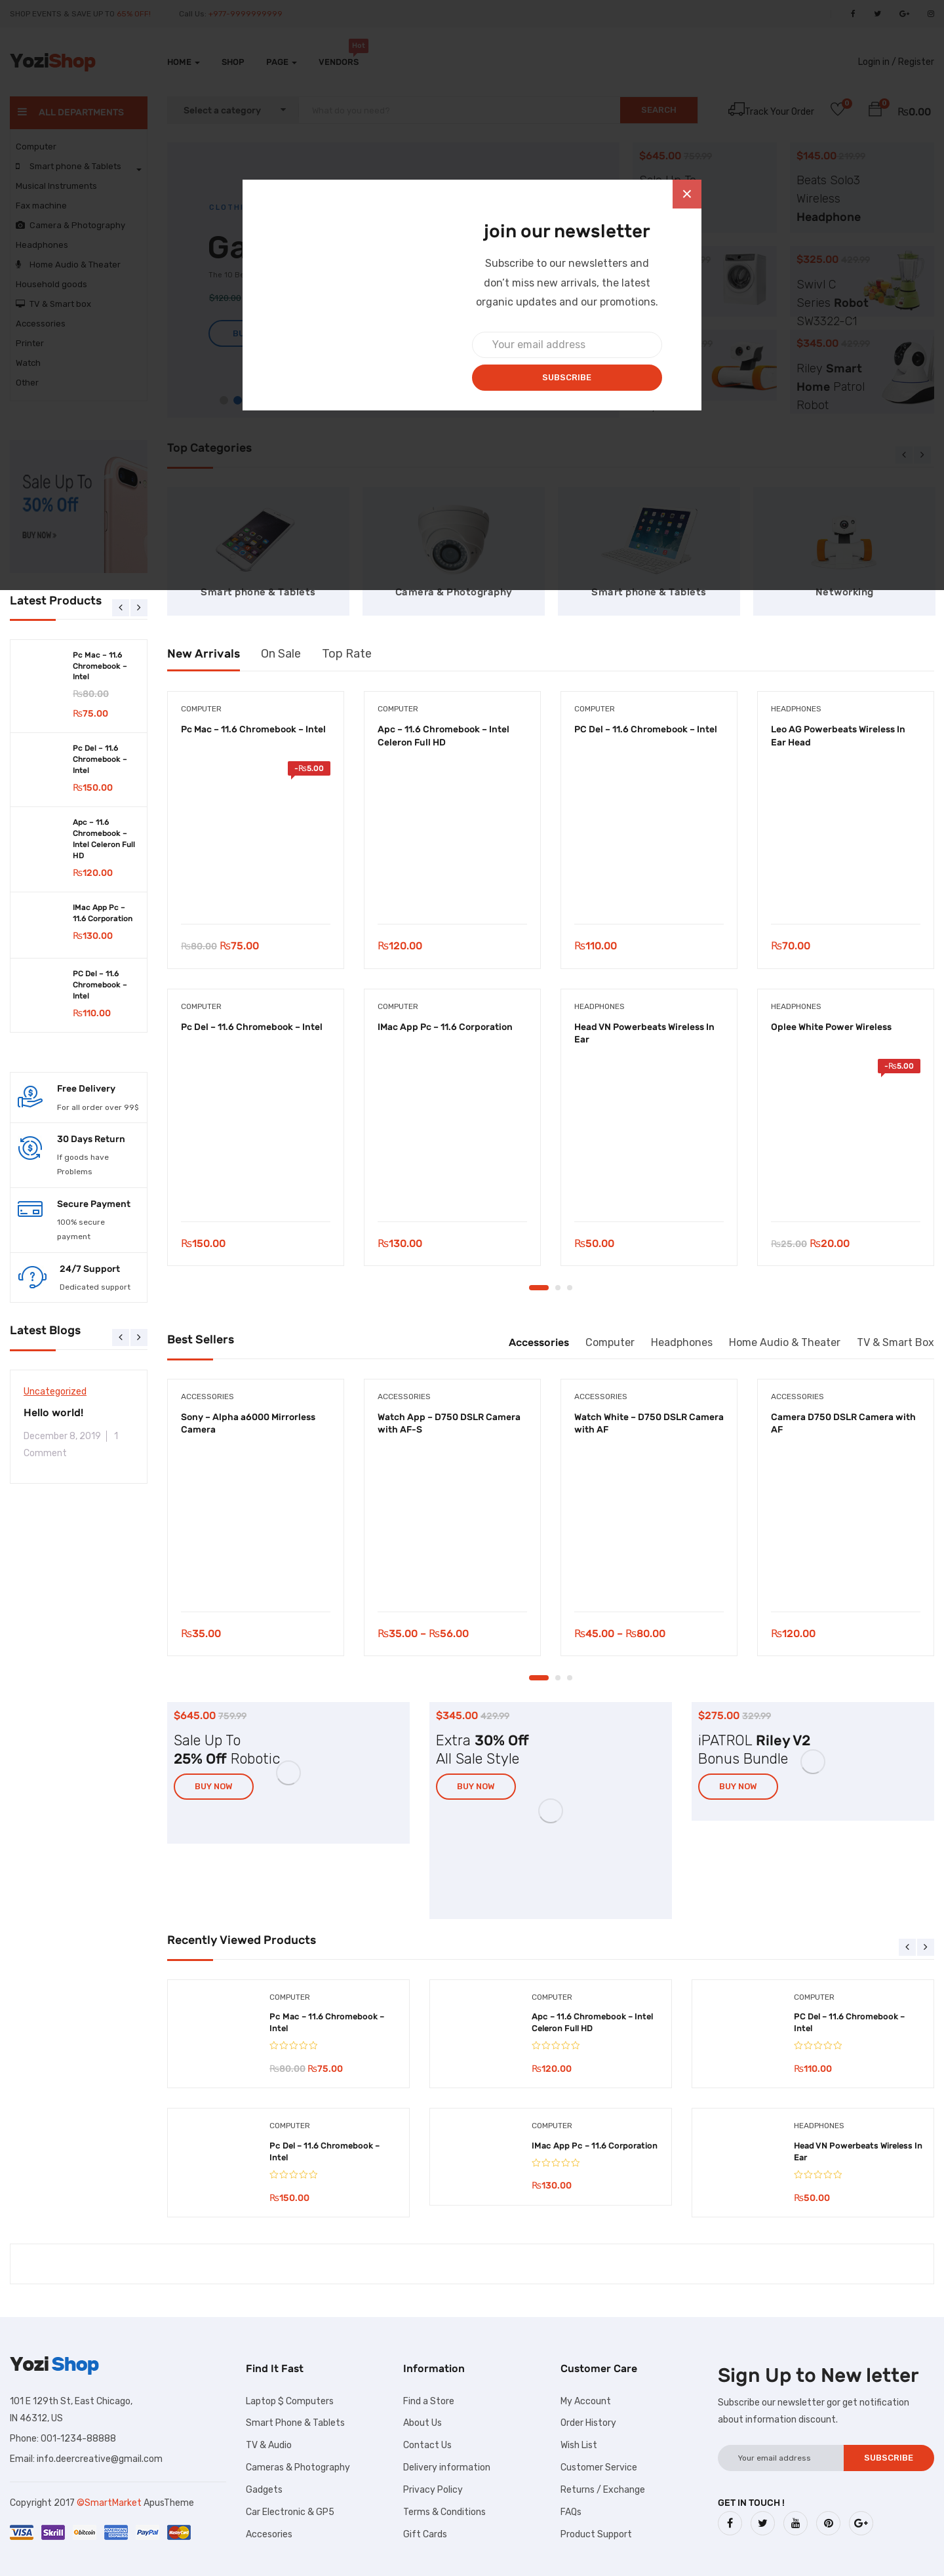 SHOP EVENTS & SAVE UP TO 65% OFF!
Call Us: +977-9999999999
YoziShop
HOME
SHOP
PAGE
VENDORS
Hot
Login in / Register
ALL DEPARTMENTS
Select a category
What do you need?
SEARCH
Track Your Order
0
0
₨0.00
Computer
Smart phone & Tablets
Musical Instruments
Fax machine
Camera & Photography
Headphones
Home Audio & Theater
Household goods
TV & Smart box
Accessories
Printer
Watch
Other
$645.00 759.99
$145.00 219.99
Beats Solo3
Wireless
Headphone
$325.00 429.99
Swivl C
Series Robot
SW3322-C1
$345.00 429.99
Riley Smart
Home Patrol
Robot
join our newsletter
Subscribe to our newsletters and
don't miss new arrivals, the latest
organic updates and our promotions.
Your email address
SUBSCRIBE
Sale Up To
30% Off
BUY NOW >
Top Categories
Smart phone & Tablets
Camera & Photography
Smart phone & Tablets
Networking
Latest Products
Pc Mac – 11.6
Chromebook –
Intel
₨80.00
₨75.00
Pc Del – 11.6
Chromebook –
Intel
₨150.00
Apc – 11.6
Chromebook –
Intel Celeron Full
HD
₨120.00
IMac App Pc –
11.6 Corporation
₨130.00
PC Del – 11.6
Chromebook –
Intel
₨110.00
Free Delivery
For all order over 99$
30 Days Return
If goods have
Problems
Secure Payment
100% secure
payment
24/7 Support
Dedicated support
Latest Blogs
Uncategorized
Hello world!
December 8, 2019 | 1
Comment
New Arrivals
On Sale
Top Rate
COMPUTER
Pc Mac – 11.6 Chromebook – Intel
-₨5.00
₨80.00 ₨75.00
COMPUTER
Apc – 11.6 Chromebook – Intel
Celeron Full HD
₨120.00
COMPUTER
PC Del – 11.6 Chromebook – Intel
₨110.00
HEADPHONES
Leo AG Powerbeats Wireless In
Ear Head
₨70.00
COMPUTER
Pc Del – 11.6 Chromebook – Intel
₨150.00
COMPUTER
IMac App Pc – 11.6 Corporation
₨130.00
HEADPHONES
Head VN Powerbeats Wireless In
Ear
₨50.00
HEADPHONES
Oplee White Power Wireless
-₨5.00
₨25.00 ₨20.00
Best Sellers
Accessories
Computer
Headphones
Home Audio & Theater
TV & Smart Box
ACCESSORIES
Sony – Alpha a6000 Mirrorless
Camera
₨35.00
ACCESSORIES
Watch App – D750 DSLR Camera
with AF-S
₨35.00 – ₨56.00
ACCESSORIES
Watch White – D750 DSLR Camera
with AF
₨45.00 – ₨80.00
ACCESSORIES
Camera D750 DSLR Camera with
AF
₨120.00
$645.00 759.99
Sale Up To
25% Off Robotic
BUY NOW
$345.00 429.99
Extra 30% Off
All Sale Style
BUY NOW
$275.00 329.99
iPATROL Riley V2
Bonus Bundle
BUY NOW
Recently Viewed Products
COMPUTER
Pc Mac – 11.6 Chromebook –
Intel
₨80.00 ₨75.00
COMPUTER
Apc – 11.6 Chromebook – Intel
Celeron Full HD
₨120.00
COMPUTER
PC Del – 11.6 Chromebook –
Intel
₨110.00
COMPUTER
Pc Del – 11.6 Chromebook –
Intel
₨150.00
COMPUTER
IMac App Pc – 11.6 Corporation
₨130.00
HEADPHONES
Head VN Powerbeats Wireless In
Ear
₨50.00
Yozi Shop
101 E 129th St, East Chicago,
IN 46312, US
Phone: 001-1234-88888
Email: info.deercreative@gmail.com
Copyright 2017 ©SmartMarket ApusTheme
VISA
Skrill
bitcoin
AMERICAN EXPRESS
PayPal
MasterCard
Find It Fast
Laptop $ Computers
Smart Phone & Tablets
TV & Audio
Cameras & Photography
Gadgets
Car Electronic & GPS
Accesories
Information
Find a Store
About Us
Contact Us
Delivery information
Privacy Policy
Terms & Conditions
Gift Cards
Customer Care
My Account
Order History
Wish List
Customer Service
Returns / Exchange
FAQs
Product Support
Sign Up to New letter
Subscribe our newsletter gor get notification
about information discount.
Your email address
SUBSCRIBE
GET IN TOUCH !